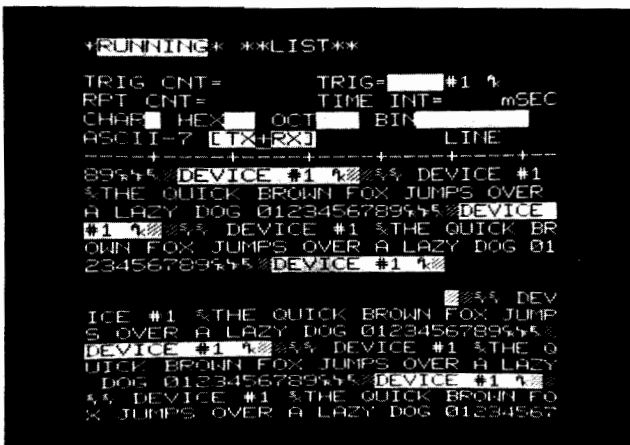 *RUNNING* **LIST**
TRIG CNT= TRIG= #1
RPT CNT= TIME INT= mSEC
CHAR HEX OCT BIN
ASCII-7 [TX+RX] LINE
-----+-----+-----+-----+-----+-----+----
89 DEVICE #1 DEVICE #1
THE QUICK BROWN FOX JUMPS OVER
A LAZY DOG 0123456789 DEVICE
#1 DEVICE #1 THE QUICK BR
OWN FOX JUMPS OVER A LAZY DOG 01
23456789 DEVICE #1
DEV
ICE #1 THE QUICK BROWN FOX JUMP
S OVER A LAZY DOG 0123456789
DEVICE #1 DEVICE #1 THE Q
UICK BROWN FOX JUMPS OVER A LAZY
DOG 0123456789 DEVICE #1
DEVICE #1 THE QUICK BROWN FO
X JUMPS OVER A LAZY DOG 01234567